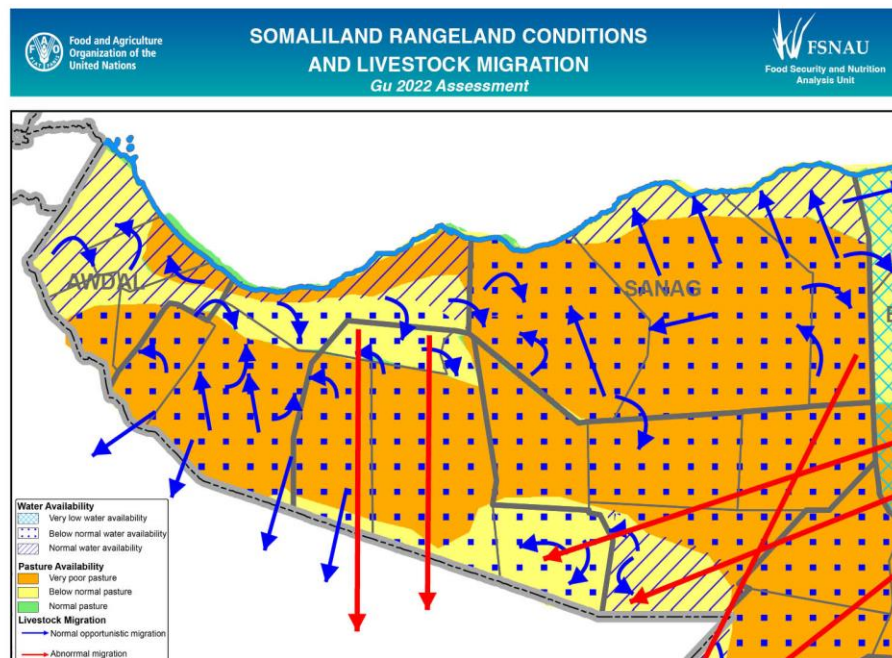 Food and Agriculture
Organization of the
United Nations
SOMALILAND RANGELAND CONDITIONS
AND LIVESTOCK MIGRATION
Gu 2022 Assessment
FSNAU
Food Security and Nutrition
Analysis Unit
AWDAL
SANAG
Water Availability
Very low water availability
Below normal water availability
Normal water availability
Pasture Availability
Very poor pasture
Below normal pasture
Normal pasture
Livestock Migration
Normal opportunistic migration
Abnormal migration